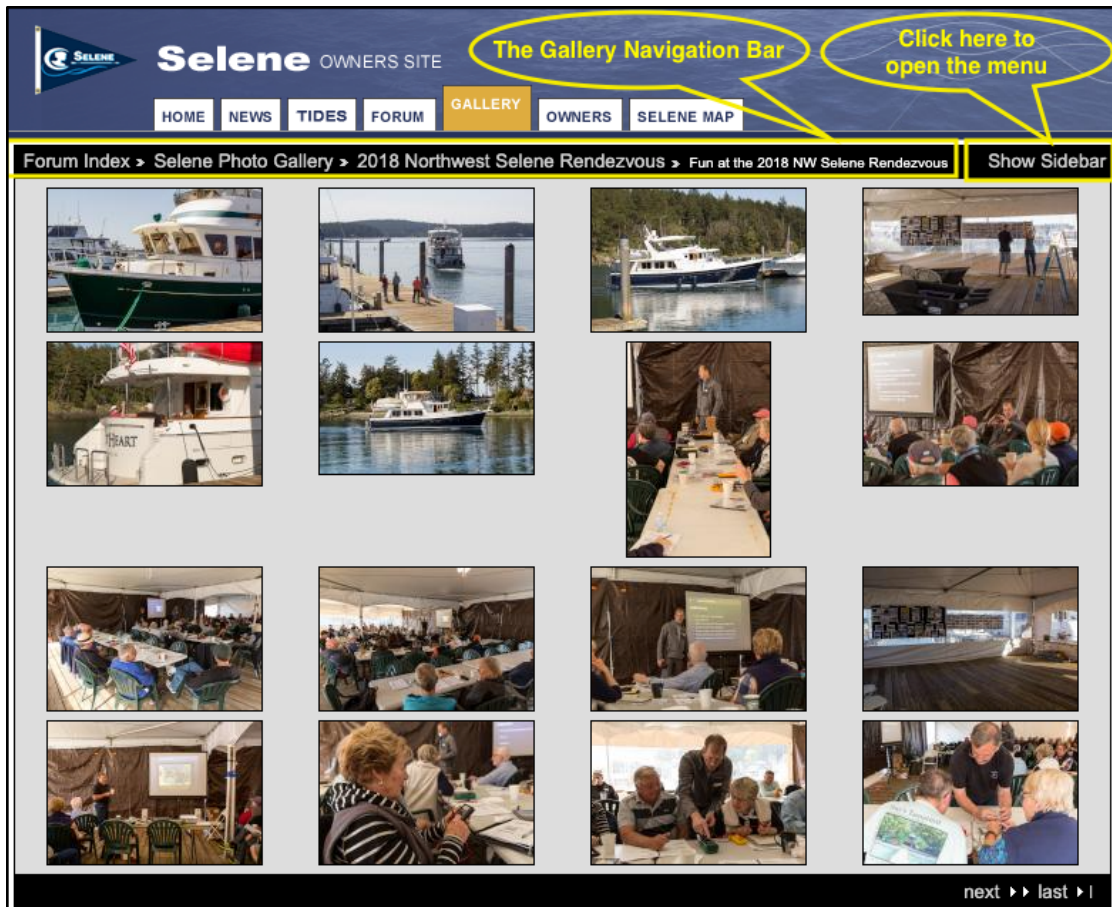 SELENE
Selene OWNERS SITE
The Gallery Navigation Bar
Click here to
open the menu
HOME NEWS TIDES FORUM GALLERY OWNERS SELENE MAP
Forum Index > Selene Photo Gallery > 2018 Northwest Selene Rendezvous > Fun at the 2018 NW Selene Rendezvous
Show Sidebar
HEART
next last